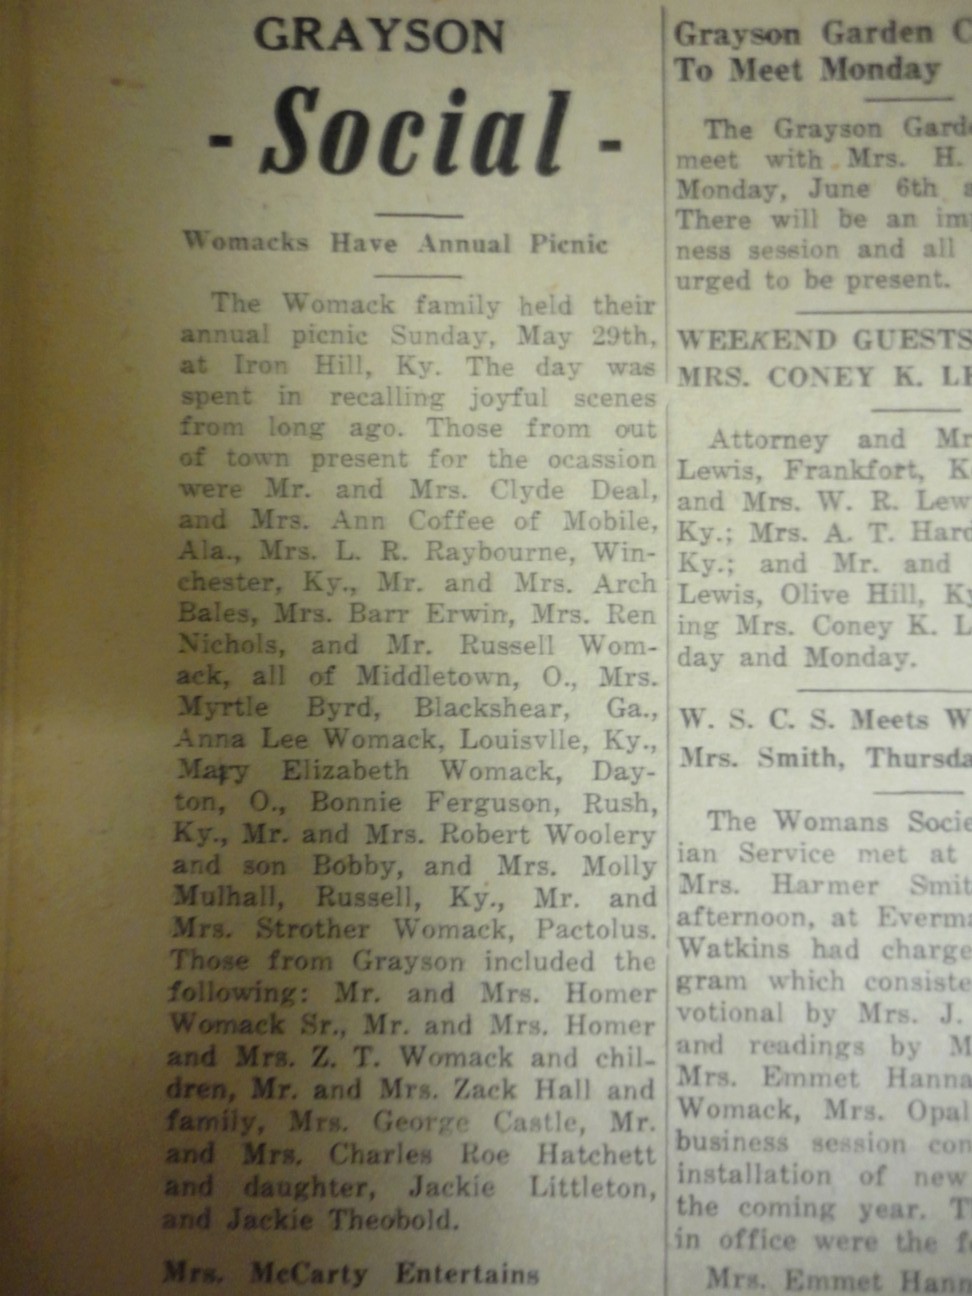 GRAYSON
- Social -
Womacks Have Annual Picnic
The Womack family held their
annual picnic Sunday, May 29th,
at Iron Hill, Ky. The day was
spent in recalling joyful scenes
from long ago. Those from out
of town present for the ocassion
were Mr. and Mrs. Clyde Deal,
and Mrs. Ann Coffee of Mobile,
Ala., Mrs. L. R. Raybourne, Win-
chester, Ky., Mr. and Mrs. Arch
Bales, Mrs. Barr Erwin, Mrs. Ren
Nichols, and Mr. Russell Wom-
ack, all of Middletown, O., Mrs.
Myrtle Byrd, Blackshear, Ga.,
Anna Lee Womack, Louisvlle, Ky.,
Mary Elizabeth Womack, Day-
ton, O., Bonnie Ferguson, Rush,
Ky., Mr. and Mrs. Robert Woolery
and son Bobby, and Mrs. Molly
Mulhall, Russell, Ky., Mr. and
Mrs. Strother Womack, Pactolus.
Those from Grayson included the
following: Mr. and Mrs. Homer
Womack Sr., Mr. and Mrs. Homer
and Mrs. Z. T. Womack and chil-
dren, Mr. and Mrs. Zack Hall and
family, Mrs. George Castle, Mr.
and Mrs. Charles Roe Hatchett
and daughter, Jackie Littleton,
and Jackie Theobold.
Mrs. McCarty Entertains
Grayson Garden
To Meet Monday
The Grayson
meet with Mrs. H.
Monday, June 6th
There will be an
ness session and all
urged to be present.
WEEKEND GUESTS
MRS. CONEY K.
Attorney and
Lewis, Frankfort,
and Mrs. W. R.
Ky.; Mrs. A. T.
Ky.; and Mr. and
Lewis, Olive Hill,
ing Mrs. Coney K.
day and Monday.
W. S. C. S. Meets
Mrs. Smith,
The Womans
ian Service met at
Mrs. Harmer
afternoon, at
Watkins had charge
gram which
votional by Mrs. J.
and readings by
Mrs. Emmet
Womack, Mrs. Opal
business session
installation of new
the coming year.
in office were the
Mrs. Emmet